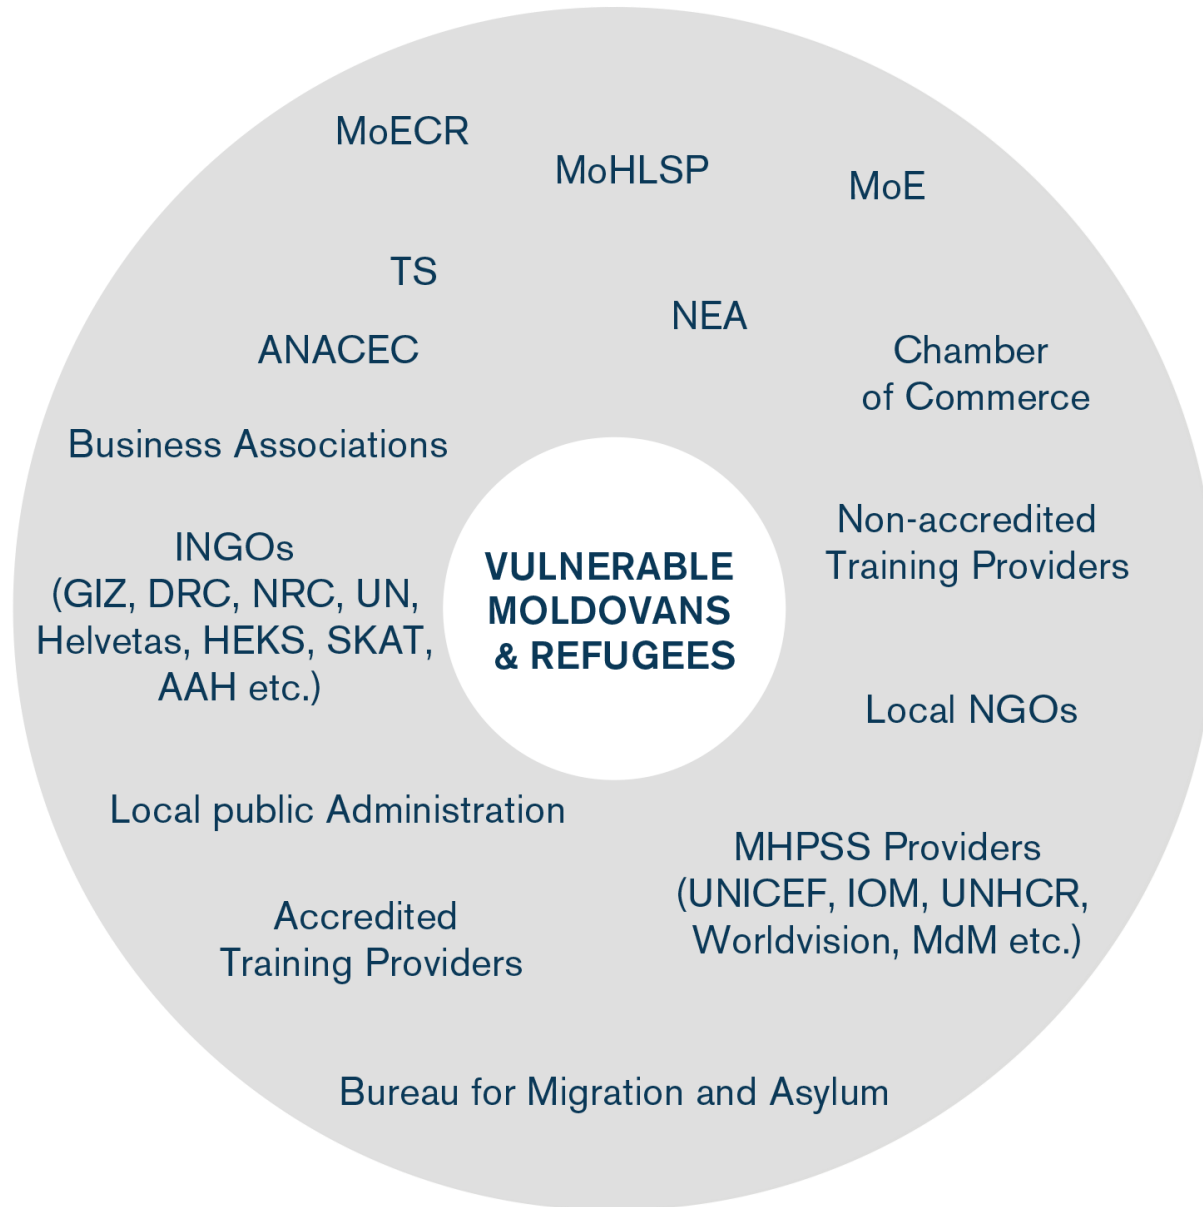 MoECR
MoHLSP
MoE
TS
NEA
ANACEC
Chamber
of Commerce
Business Associations
Non-accredited
Training Providers
INGOs
(GIZ, DRC, NRC, UN,
Helvetas, HEKS, SKAT,
AAH etc.)
VULNERABLE
MOLDOVANS
& REFUGEES
Local NGOs
Local public Administration
MHPSS Providers
(UNICEF, IOM, UNHCR,
Worldvision, MdM etc.)
Accredited
Training Providers
Bureau for Migration and Asylum